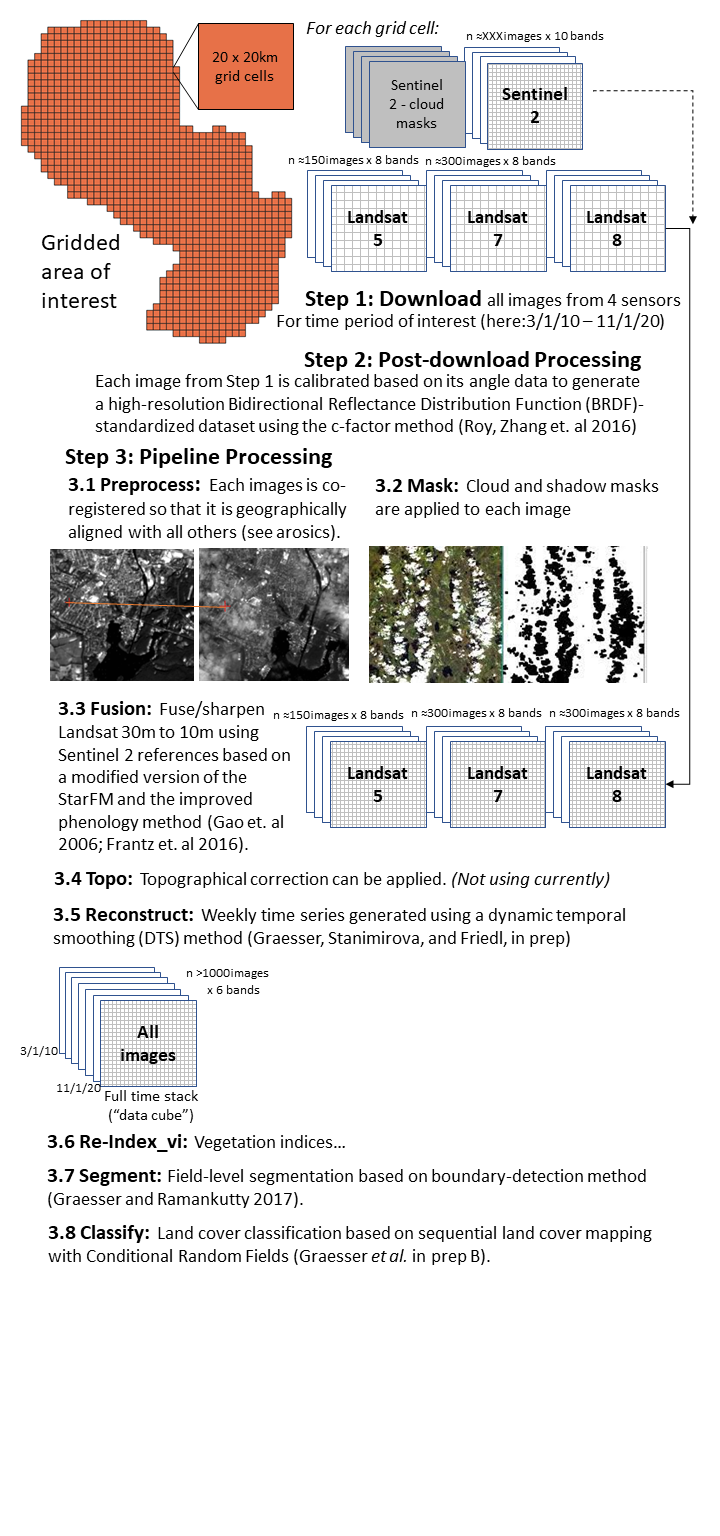 For each grid cell:
20 x 20km
grid cells
n ≈XXXimages x 10 bands
Sentinel
2 - cloud
masks
Sentinel
2
n ≈150images x 8 bands
n ≈300images x 8 bands
Landsat
5
Landsat
7
Landsat
8
Gridded
area of
interest
Step 1: Download all images from 4 sensors
For time period of interest (here:3/1/10 – 11/1/20)
Step 2: Post-download Processing
Each image from Step 1 is calibrated based on its angle data to generate
a high-resolution Bidirectional Reflectance Distribution Function (BRDF)-
standardized dataset using the c-factor method (Roy, Zhang et. al 2016)
Step 3: Pipeline Processing
3.1 Preprocess: Each images is co-
registered so that it is geographically
aligned with all others (see arosics).
3.2 Mask: Cloud and shadow masks
are applied to each image
3.3 Fusion: Fuse/sharpen
Landsat 30m to 10m using
Sentinel 2 references based on
a modified version of the
StarFM and the improved
phenology method (Gao et. al
2006; Frantz et. al 2016).
n ≈150images x 8 bands
n ≈300images x 8 bands
n ≈300images x 8 bands
Landsat
5
Landsat
7
Landsat
8
3.4 Topo: Topographical correction can be applied. (Not using currently)
3.5 Reconstruct: Weekly time series generated using a dynamic temporal
smoothing (DTS) method (Graesser, Stanimirova, and Friedl, in prep)
n >1000images
x 6 bands
All
images
3/1/10
11/1/20
Full time stack
(“data cube”)
3.6 Re-Index_vi: Vegetation indices…
3.7 Segment: Field-level segmentation based on boundary-detection method
(Graesser and Ramankutty 2017).
3.8 Classify: Land cover classification based on sequential land cover mapping
with Conditional Random Fields (Graesser et al. in prep B).